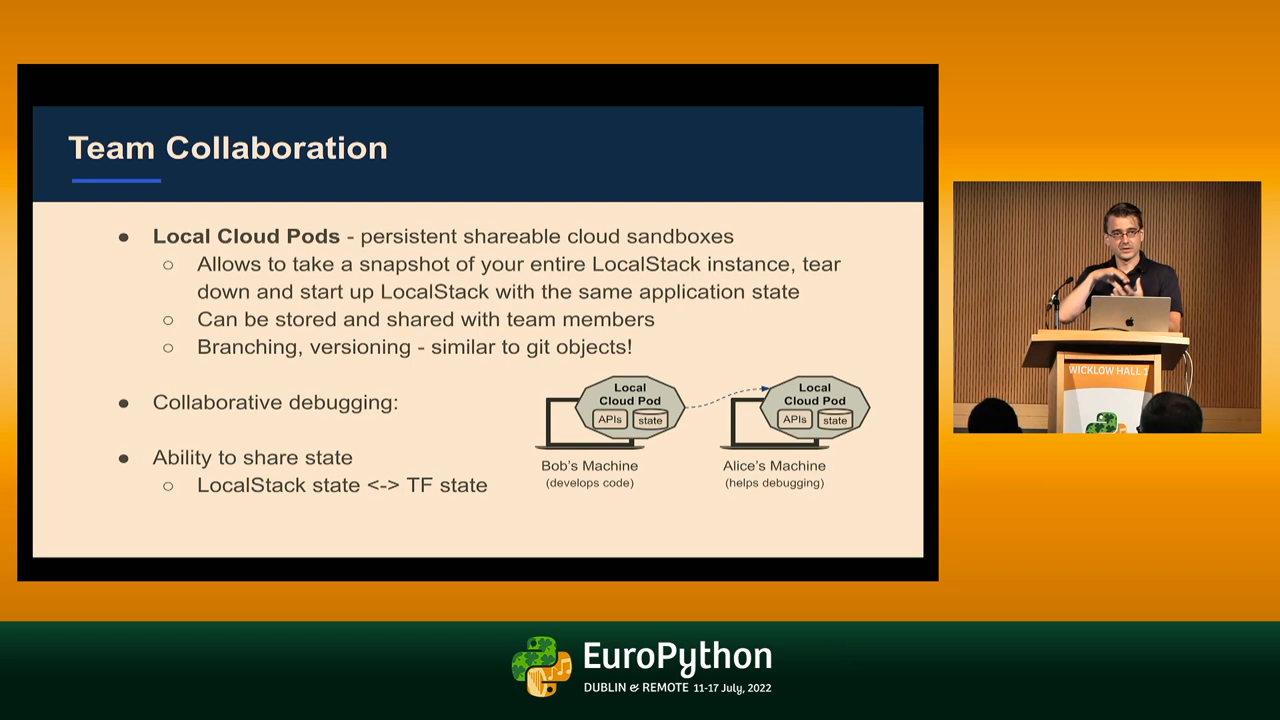 Team Collaboration
● Local Cloud Pods - persistent shareable cloud sandboxes
○ Allows to take a snapshot of your entire LocalStack instance, tear
down and start up LocalStack with the same application state
○ Can be stored and shared with team members
○ Branching, versioning - similar to git objects!
● Collaborative debugging:
● Ability to share state
○ LocalStack state <-> TF state
Local
Cloud Pod
APIs
state
Bob's Machine
(develops code)
Local
Cloud Pod
APIs
state
Alice's Machine
(helps debugging)
WICKLOW HALL 1
EuroPython
DUBLIN & REMOTE 11-17 July, 2022